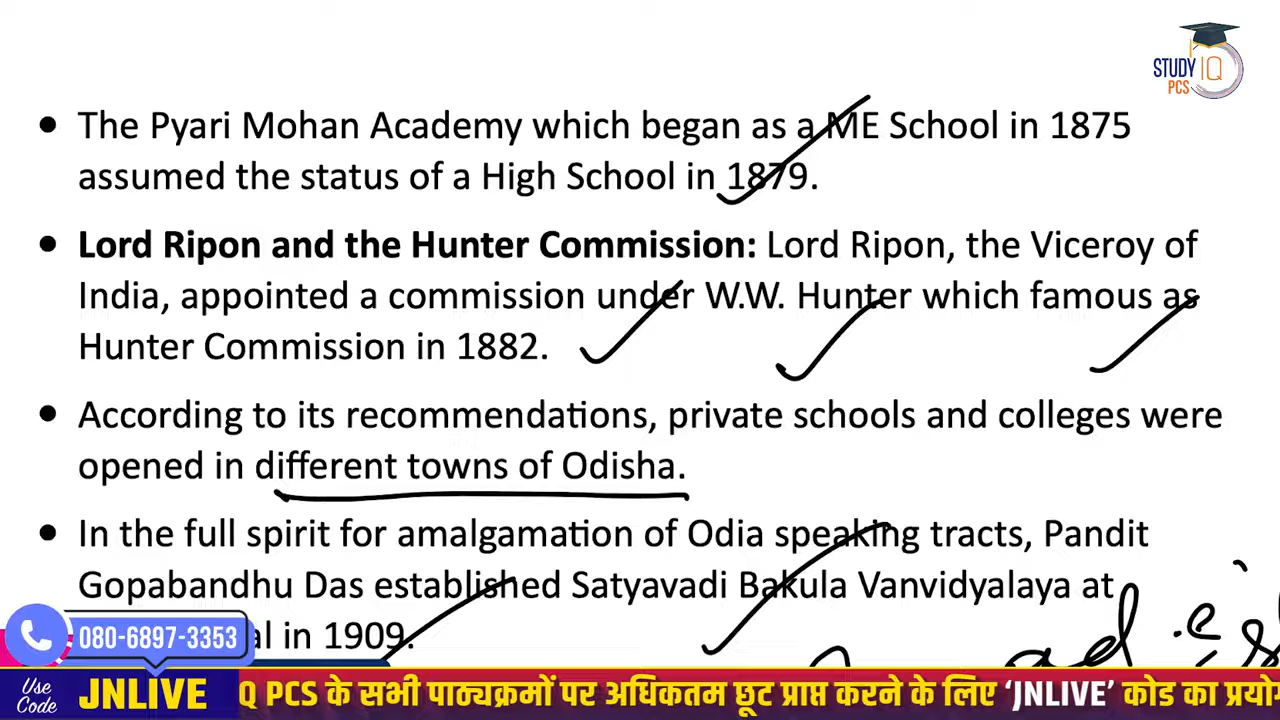 STUDY IQ
PCS
• The Pyari Mohan Academy which began as a ME School in 1875
assumed the status of a High School in 1879.
• Lord Ripon and the Hunter Commission: Lord Ripon, the Viceroy of
India, appointed a commission under W.W. Hunter which famous as
Hunter Commission in 1882.
• According to its recommendations, private schools and colleges were
opened in different towns of Odisha.
• In the full spirit for amalgamation of Odia speaking tracts, Pandit
Gopabandhu Das established Satyavadi Bakula Vanvidyalaya at
al in 1909.
080-6897-3353
Use
Code
JNLIVE
Q PCS के सभी पाठ्यक्रमों पर अधिकतम छूट प्राप्त करने के लिए ‘JNLIVE’ कोड का प्रयो